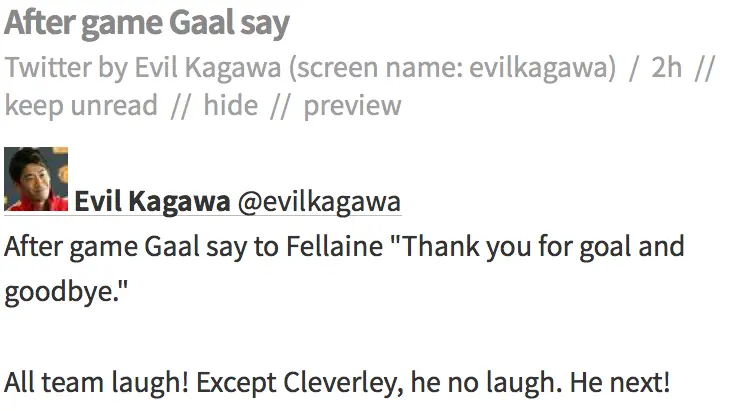 After game Gaal say
Twitter by Evil Kagawa (screen name: evilkagawa) / 2h //
keep unread // hide // preview
Evil Kagawa @evilkagawa
After game Gaal say to Fellaine "Thank you for goal and
goodbye."
All team laugh! Except Cleverley, he no laugh. He next!